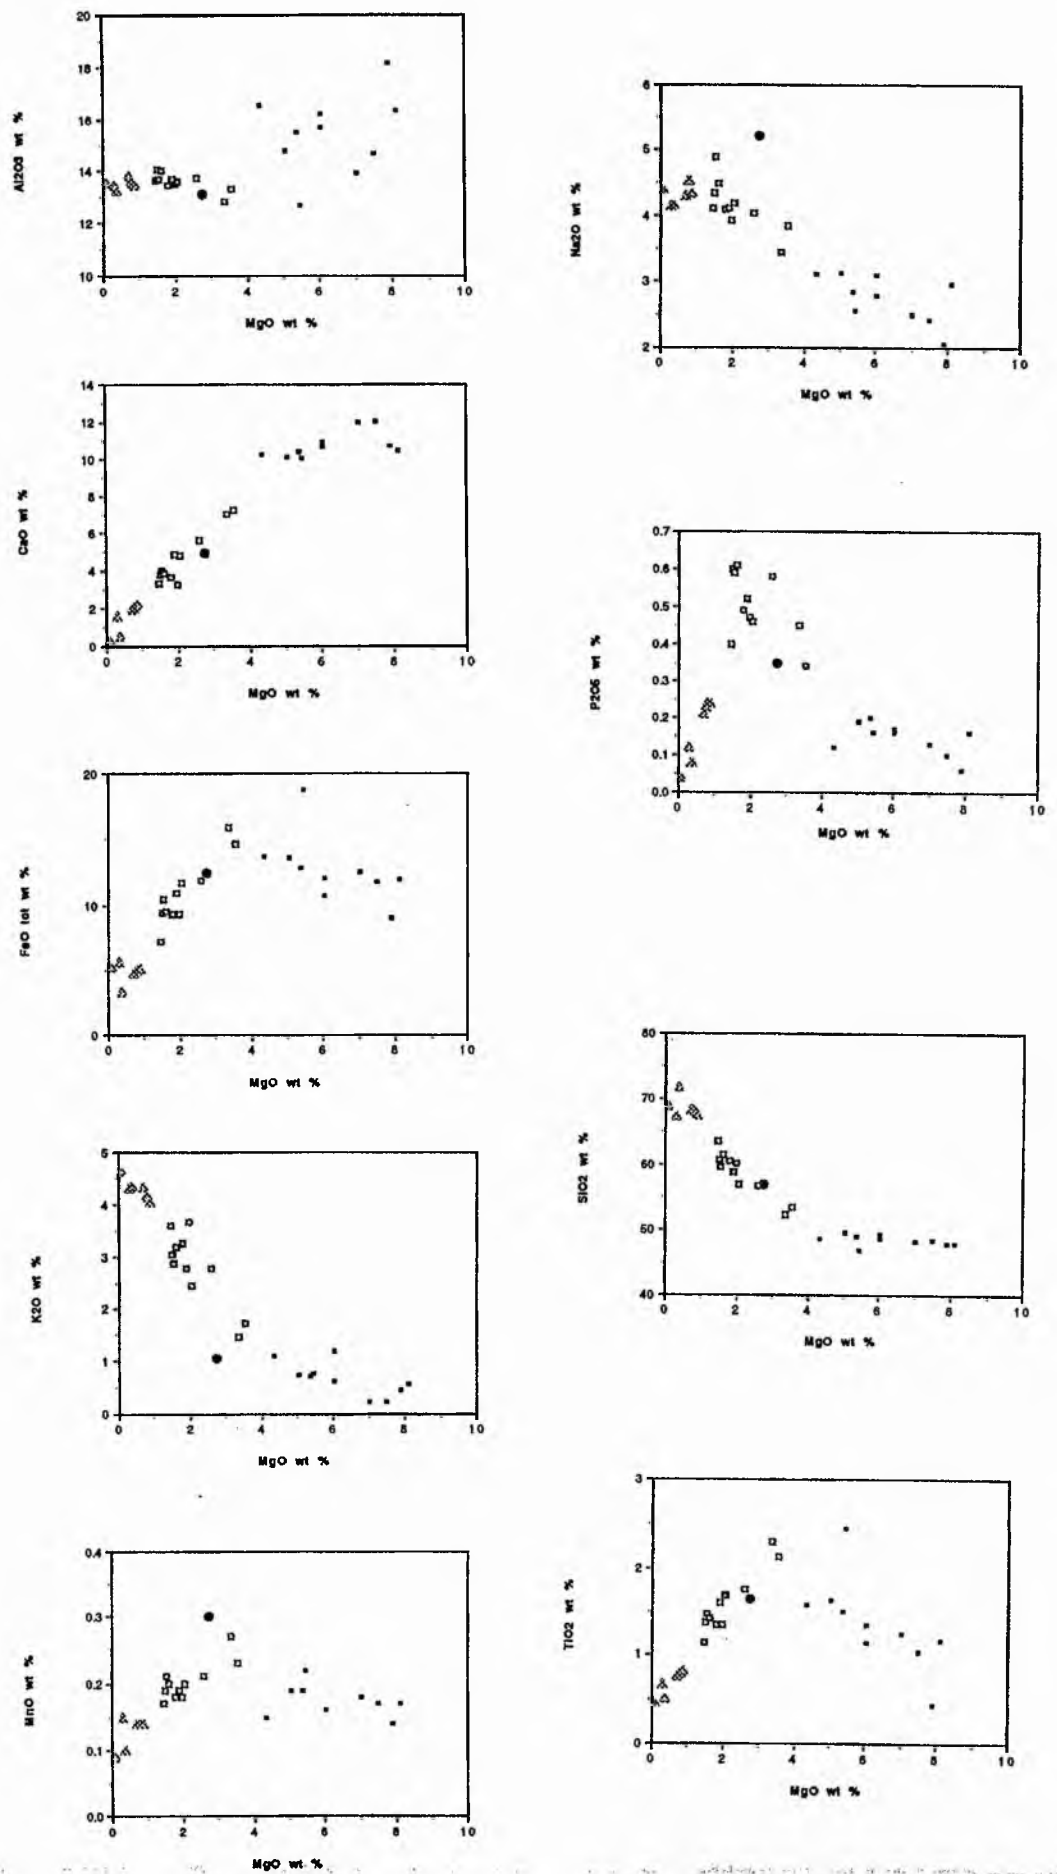 20
18
16
14
12
10
Al2O3 wt %
0 2 4 6 8 10
MgO wt %
14
12
10
8
6
4
2
0
CaO wt %
0 2 4 6 8 10
MgO wt %
20
10
0
FeO tot wt %
0 2 4 6 8 10
MgO wt %
5
4
3
2
1
0
K2O wt %
0 2 4 6 8 10
MgO wt %
0.4
0.3
0.2
0.1
0.0
MnO wt %
0 2 4 6 8 10
MgO wt %
6
5
4
3
2
Na2O wt %
0 2 4 6 8 10
MgO wt %
0.7
0.6
0.5
0.4
0.3
0.2
0.1
0.0
P2O5 wt %
0 2 4 6 8 10
MgO wt %
80
70
60
50
40
SiO2 wt %
0 2 4 6 8 10
MgO wt %
3
2
1
0
TiO2 wt %
0 2 4 6 8 10
MgO wt %